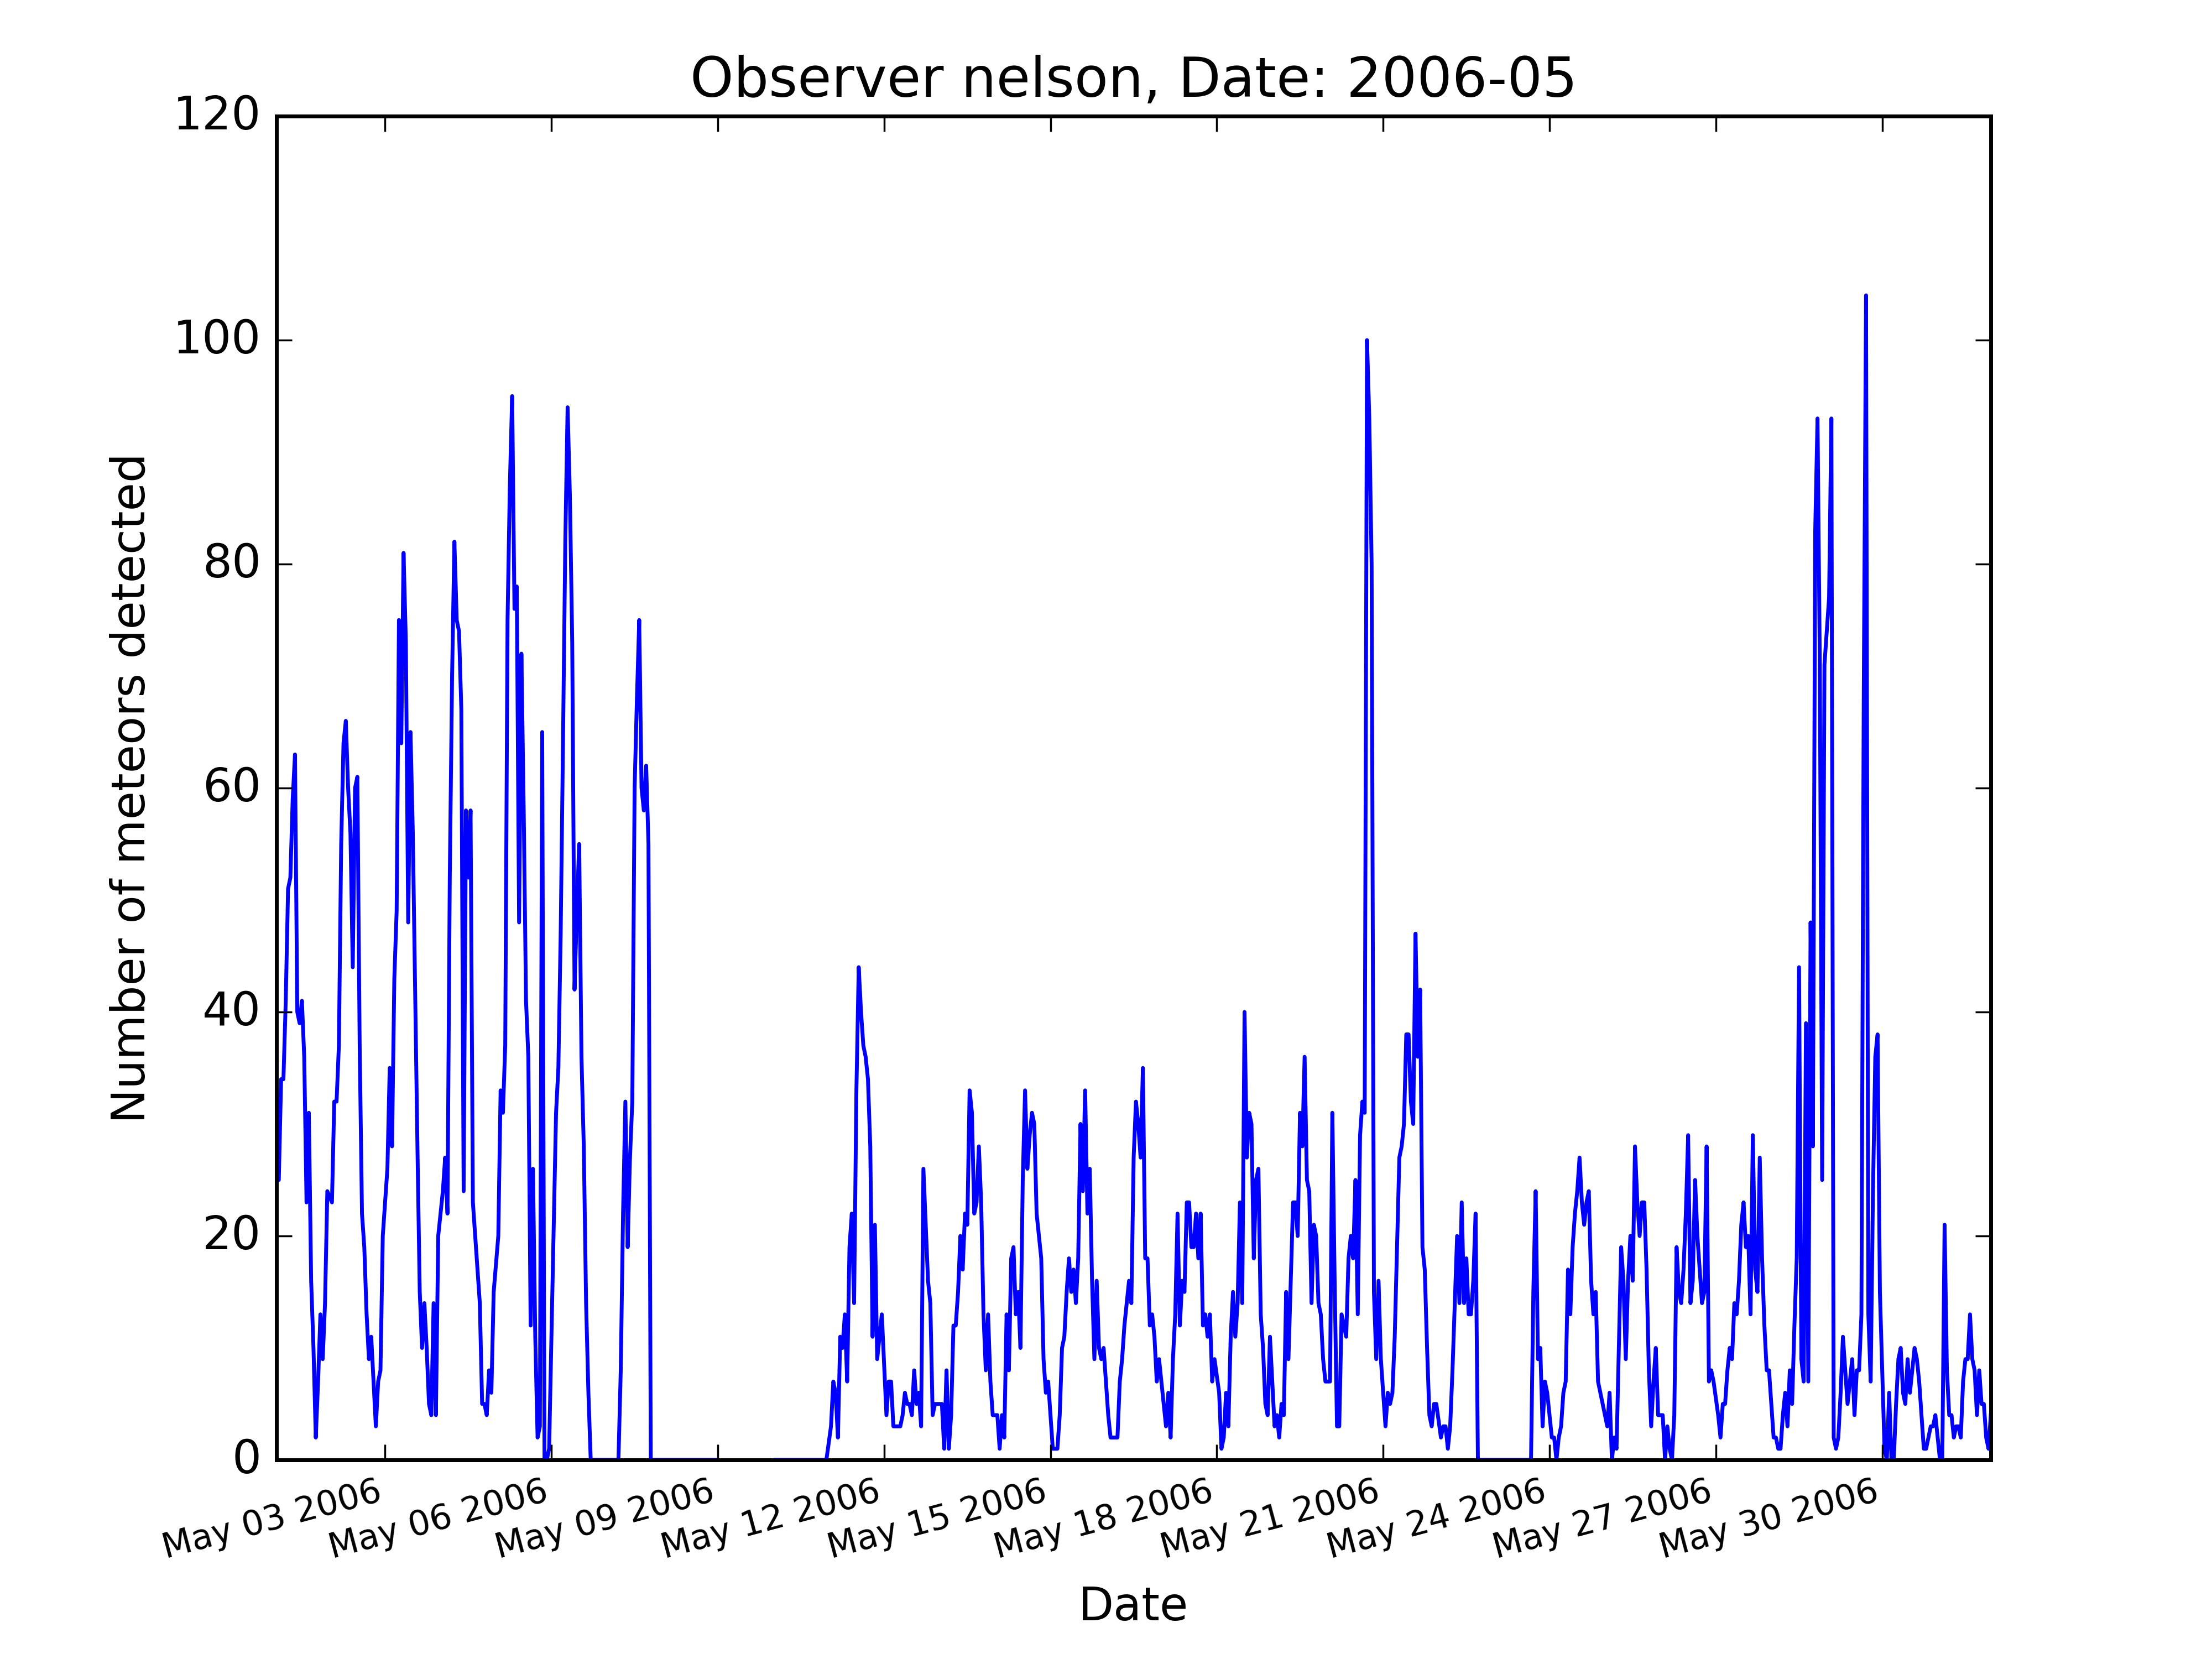 Observer nelson, Date: 2006-05
120
100
80
60
40
20
0
Number of meteors detected
May 03 2006
May 06 2006
May 09 2006
May 12 2006
May 15 2006
May 18 2006
May 21 2006
May 24 2006
May 27 2006
May 30 2006
Date